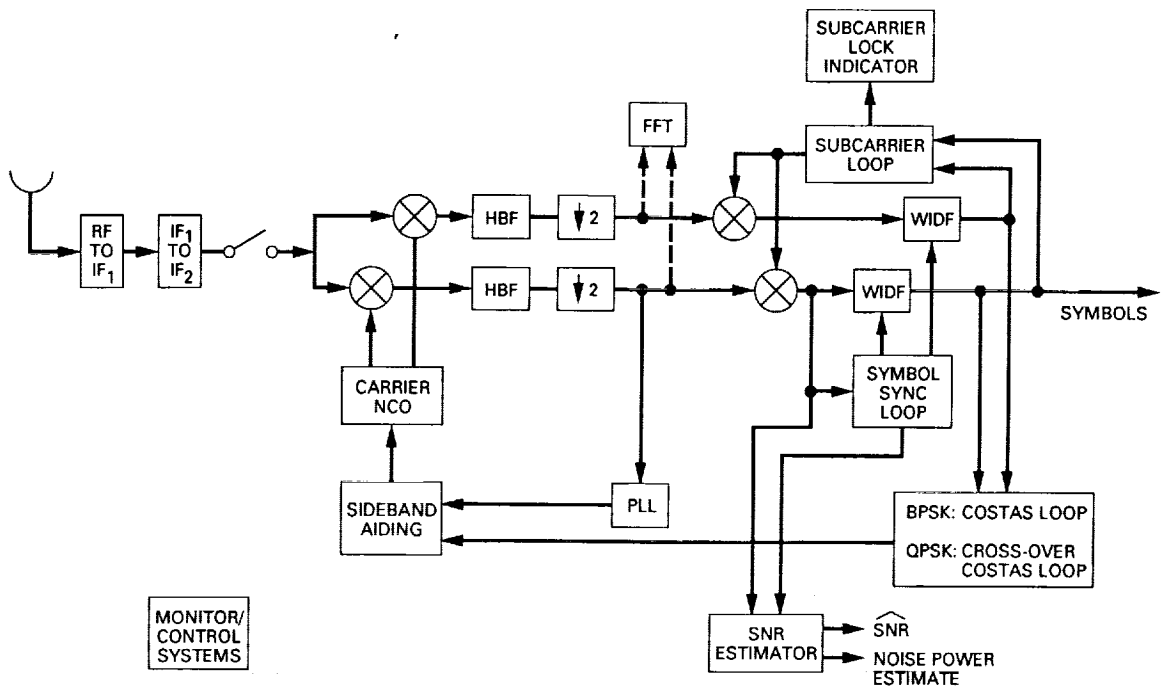 SUBCARRIER
LOCK
INDICATOR
FFT
SUBCARRIER
LOOP
RF
TO
IF1
IF1
TO
IF2
HBF
↓2
WIDF
HBF
↓2
WIDF
SYMBOLS
CARRIER
NCO
SYMBOL
SYNC
LOOP
SIDEBAND
AIDING
PLL
BPSK: COSTAS LOOP
QPSK: CROSS-OVER
COSTAS LOOP
MONITOR/
CONTROL
SYSTEMS
SNR
ESTIMATOR
SNR
NOISE POWER
ESTIMATE